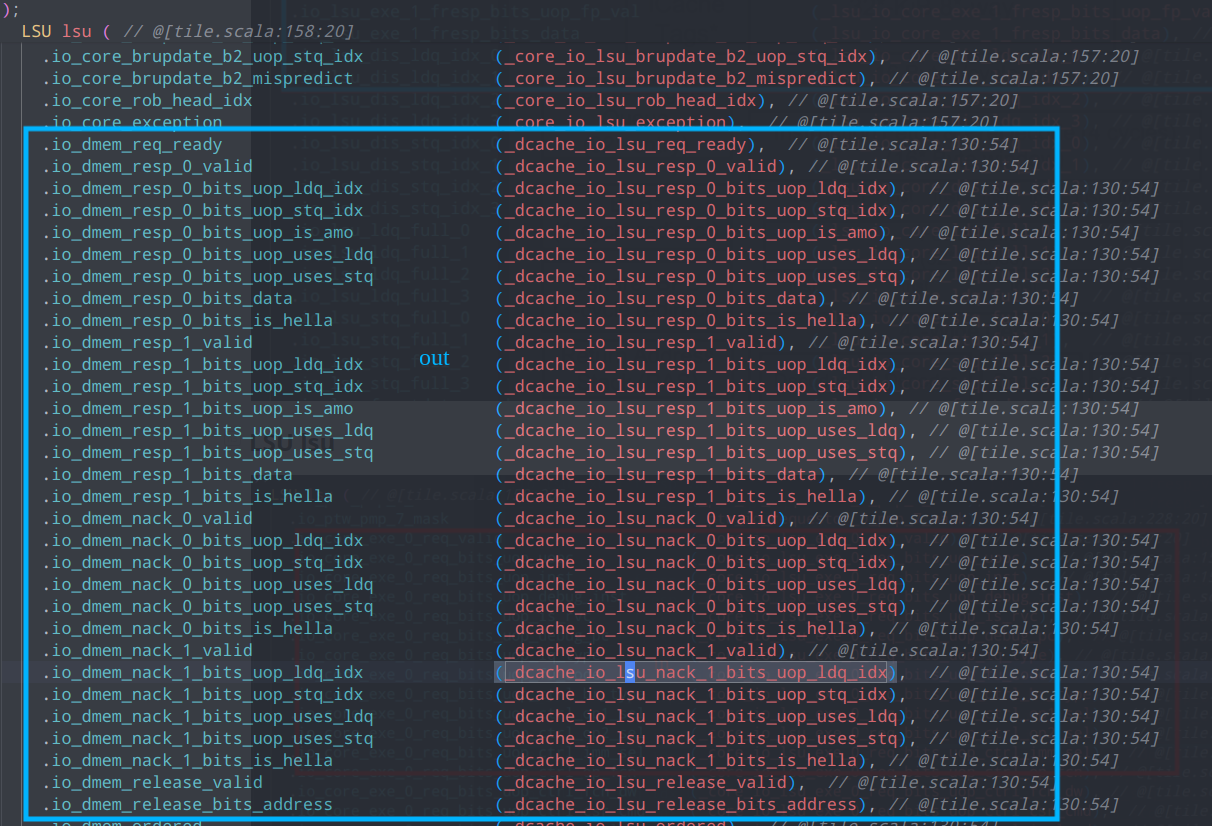 );
LSU lsu ( // @[tile.scala:158:20]
.io_core_brupdate_b2_uop_stq_idx (_core_io_lsu_brupdate_b2_uop_stq_idx), // @[tile.scala:157:20]
.io_core_brupdate_b2_mispredict (_core_io_lsu_brupdate_b2_mispredict), // @[tile.scala:157:20]
.io_core_rob_head_idx (_core_io_lsu_rob_head_idx), // @[tile.scala:157:20]
.io_core_exception (_core_io_lsu_exception), // @[tile.scala:157:20]
.io_dmem_req_ready (_dcache_io_lsu_req_ready), // @[tile.scala:130:54]
.io_dmem_resp_0_valid (_dcache_io_lsu_resp_0_valid), // @[tile.scala:130:54]
.io_dmem_resp_0_bits_uop_ldq_idx (_dcache_io_lsu_resp_0_bits_uop_ldq_idx), // @[tile.scala:130:54]
.io_dmem_resp_0_bits_uop_stq_idx (_dcache_io_lsu_resp_0_bits_uop_stq_idx), // @[tile.scala:130:54]
.io_dmem_resp_0_bits_uop_is_amo (_dcache_io_lsu_resp_0_bits_uop_is_amo), // @[tile.scala:130:54]
.io_dmem_resp_0_bits_uop_uses_ldq (_dcache_io_lsu_resp_0_bits_uop_uses_ldq), // @[tile.scala:130:54]
.io_dmem_resp_0_bits_uop_uses_stq (_dcache_io_lsu_resp_0_bits_uop_uses_stq), // @[tile.scala:130:54]
.io_dmem_resp_0_bits_data (_dcache_io_lsu_resp_0_bits_data), // @[tile.scala:130:54]
.io_dmem_resp_0_bits_is_hella (_dcache_io_lsu_resp_0_bits_is_hella), // @[tile.scala:130:54]
.io_dmem_resp_1_valid (_dcache_io_lsu_resp_1_valid), // @[tile.scala:130:54]
out
.io_dmem_resp_1_bits_uop_ldq_idx (_dcache_io_lsu_resp_1_bits_uop_ldq_idx), // @[tile.scala:130:54]
.io_dmem_resp_1_bits_uop_stq_idx (_dcache_io_lsu_resp_1_bits_uop_stq_idx), // @[tile.scala:130:54]
.io_dmem_resp_1_bits_uop_is_amo (_dcache_io_lsu_resp_1_bits_uop_is_amo), // @[tile.scala:130:54]
.io_dmem_resp_1_bits_uop_uses_ldq (_dcache_io_lsu_resp_1_bits_uop_uses_ldq), // @[tile.scala:130:54]
.io_dmem_resp_1_bits_uop_uses_stq (_dcache_io_lsu_resp_1_bits_uop_uses_stq), // @[tile.scala:130:54]
.io_dmem_resp_1_bits_data (_dcache_io_lsu_resp_1_bits_data), // @[tile.scala:130:54]
.io_dmem_resp_1_bits_is_hella (_dcache_io_lsu_resp_1_bits_is_hella), // @[tile.scala:130:54]
.io_dmem_nack_0_valid (_dcache_io_lsu_nack_0_valid), // @[tile.scala:130:54]
.io_dmem_nack_0_bits_uop_ldq_idx (_dcache_io_lsu_nack_0_bits_uop_ldq_idx), // @[tile.scala:130:54]
.io_dmem_nack_0_bits_uop_stq_idx (_dcache_io_lsu_nack_0_bits_uop_stq_idx), // @[tile.scala:130:54]
.io_dmem_nack_0_bits_uop_uses_ldq (_dcache_io_lsu_nack_0_bits_uop_uses_ldq), // @[tile.scala:130:54]
.io_dmem_nack_0_bits_uop_uses_stq (_dcache_io_lsu_nack_0_bits_uop_uses_stq), // @[tile.scala:130:54]
.io_dmem_nack_0_bits_is_hella (_dcache_io_lsu_nack_0_bits_is_hella), // @[tile.scala:130:54]
.io_dmem_nack_1_valid (_dcache_io_lsu_nack_1_valid), // @[tile.scala:130:54]
.io_dmem_nack_1_bits_uop_ldq_idx (_dcache_io_lsu_nack_1_bits_uop_ldq_idx), // @[tile.scala:130:54]
.io_dmem_nack_1_bits_uop_stq_idx (_dcache_io_lsu_nack_1_bits_uop_stq_idx), // @[tile.scala:130:54]
.io_dmem_nack_1_bits_uop_uses_ldq (_dcache_io_lsu_nack_1_bits_uop_uses_ldq), // @[tile.scala:130:54]
.io_dmem_nack_1_bits_uop_uses_stq (_dcache_io_lsu_nack_1_bits_uop_uses_stq), // @[tile.scala:130:54]
.io_dmem_nack_1_bits_is_hella (_dcache_io_lsu_nack_1_bits_is_hella), // @[tile.scala:130:54]
.io_dmem_release_valid (_dcache_io_lsu_release_valid), // @[tile.scala:130:54]
.io_dmem_release_bits_address (_dcache_io_lsu_release_bits_address), // @[tile.scala:130:54]
.io_dmem_ordered (_dcache_io_lsu_ordered), // @[tile.scala:130:54]